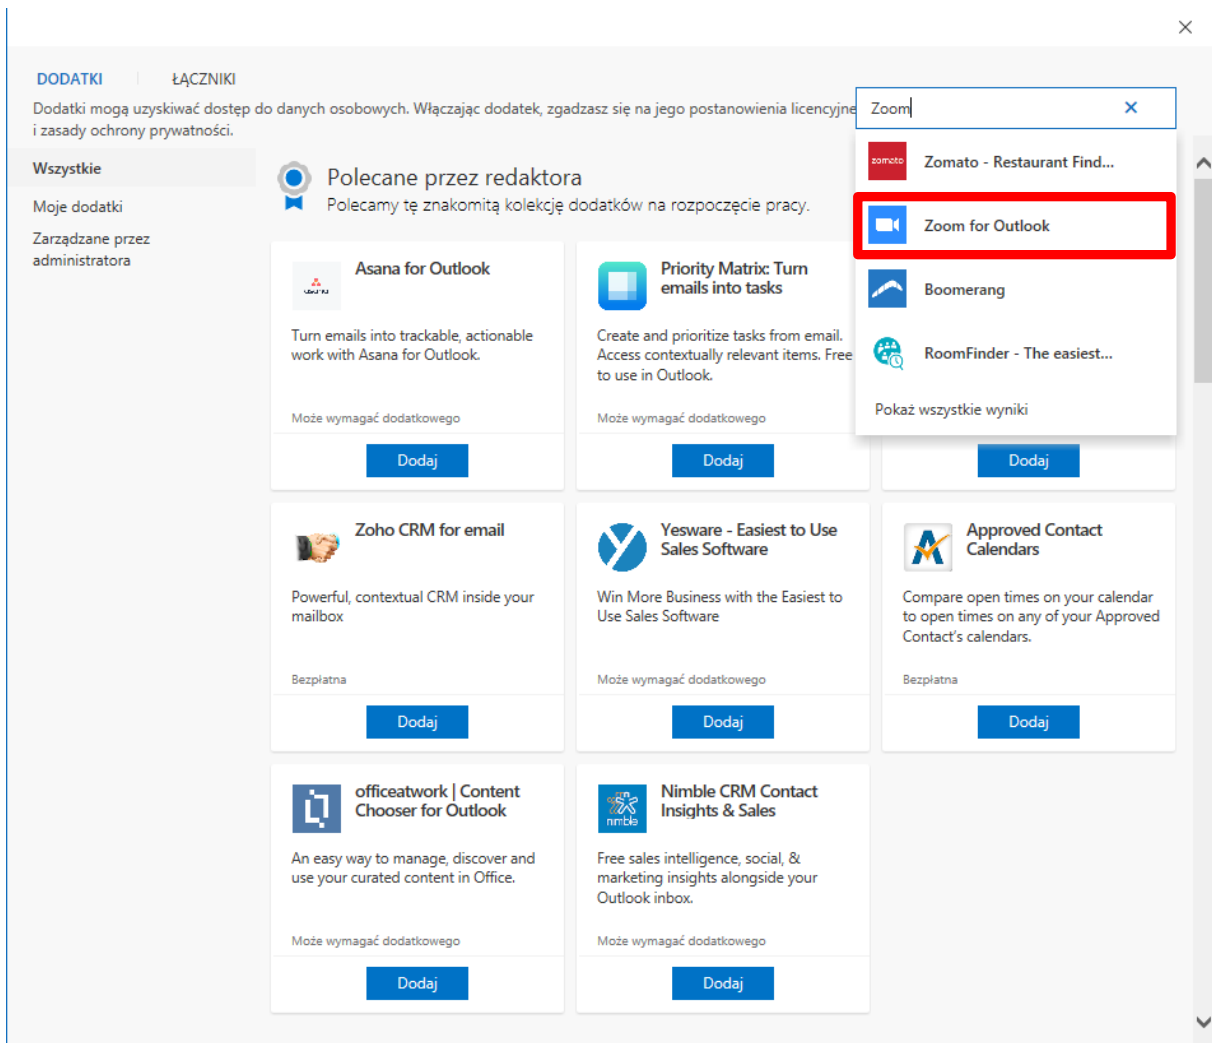 DODATKI
ŁĄCZNIKI
Dodatki mogą uzyskiwać dostęp do danych osobowych. Włączając dodatek, zgadzasz się na jego postanowienia licencyjne
i zasady ochrony prywatności.
Zoom
zomato
Zomato - Restaurant Find...
Zoom for Outlook
Boomerang
RoomFinder - The easiest...
Pokaż wszystkie wyniki
Wszystkie
Moje dodatki
Zarządzane przez
administratora
Polecane przez redaktora
Polecamy tę znakomitą kolekcję dodatków na rozpoczęcie pracy.
asana
Asana for Outlook
Turn emails into trackable, actionable
work with Asana for Outlook.
Może wymagać dodatkowego
Dodaj
Priority Matrix: Turn
emails into tasks
Create and prioritize tasks from email.
Access contextually relevant items. Free
to use in Outlook.
Może wymagać dodatkowego
Dodaj
Dodaj
Zoho CRM for email
Powerful, contextual CRM inside your
mailbox
Bezpłatna
Dodaj
Yesware - Easiest to Use
Sales Software
Win More Business with the Easiest to
Use Sales Software
Może wymagać dodatkowego
Dodaj
Approved Contact
Calendars
Compare open times on your calendar
to open times on any of your Approved
Contact's calendars.
Bezpłatna
Dodaj
officeatwork | Content
Chooser for Outlook
An easy way to manage, discover and
use your curated content in Office.
Może wymagać dodatkowego
Dodaj
nimble
Nimble CRM Contact
Insights & Sales
Free sales intelligence, social, &
marketing insights alongside your
Outlook inbox.
Może wymagać dodatkowego
Dodaj